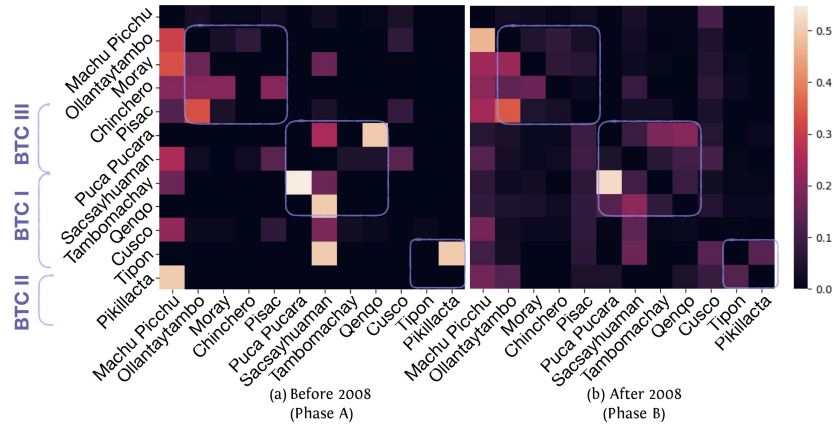 Machu Picchu
Ollantaytambo
Moray
Chinchero
Pisac
Puca Pucara
Sacsayhuaman
Tambomachay
Qenqo
Cusco
Tipon
Pikillacta
BTC III
BTC I
BTC II
0.5
0.4
0.3
0.2
0.1
0.0
Machu Picchu
Ollantaytambo
Moray
Chinchero
Pisac
Puca Pucara
Sacsayhuaman
Tambomachay
Qenqo
Cusco
Tipon
Pikillacta
Machu Picchu
Ollantaytambo
Moray
Chinchero
Pisac
Puca Pucara
Sacsayhuaman
Tambomachay
Qenqo
Cusco
Tipon
Pikillacta
(a) Before 2008
(Phase A)
(b) After 2008
(Phase B)